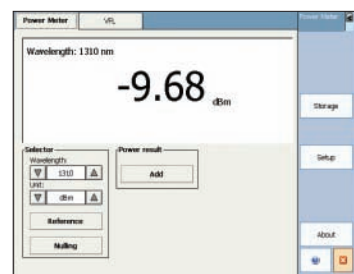 Power Meter
VFL
Power Meter
Wavelength: 1310 nm
-9.68 dBm
Storage
Selector
Wavelength:
1310
Unit:
dBm
Reference
Nulling
Power result
Add
Setup
About